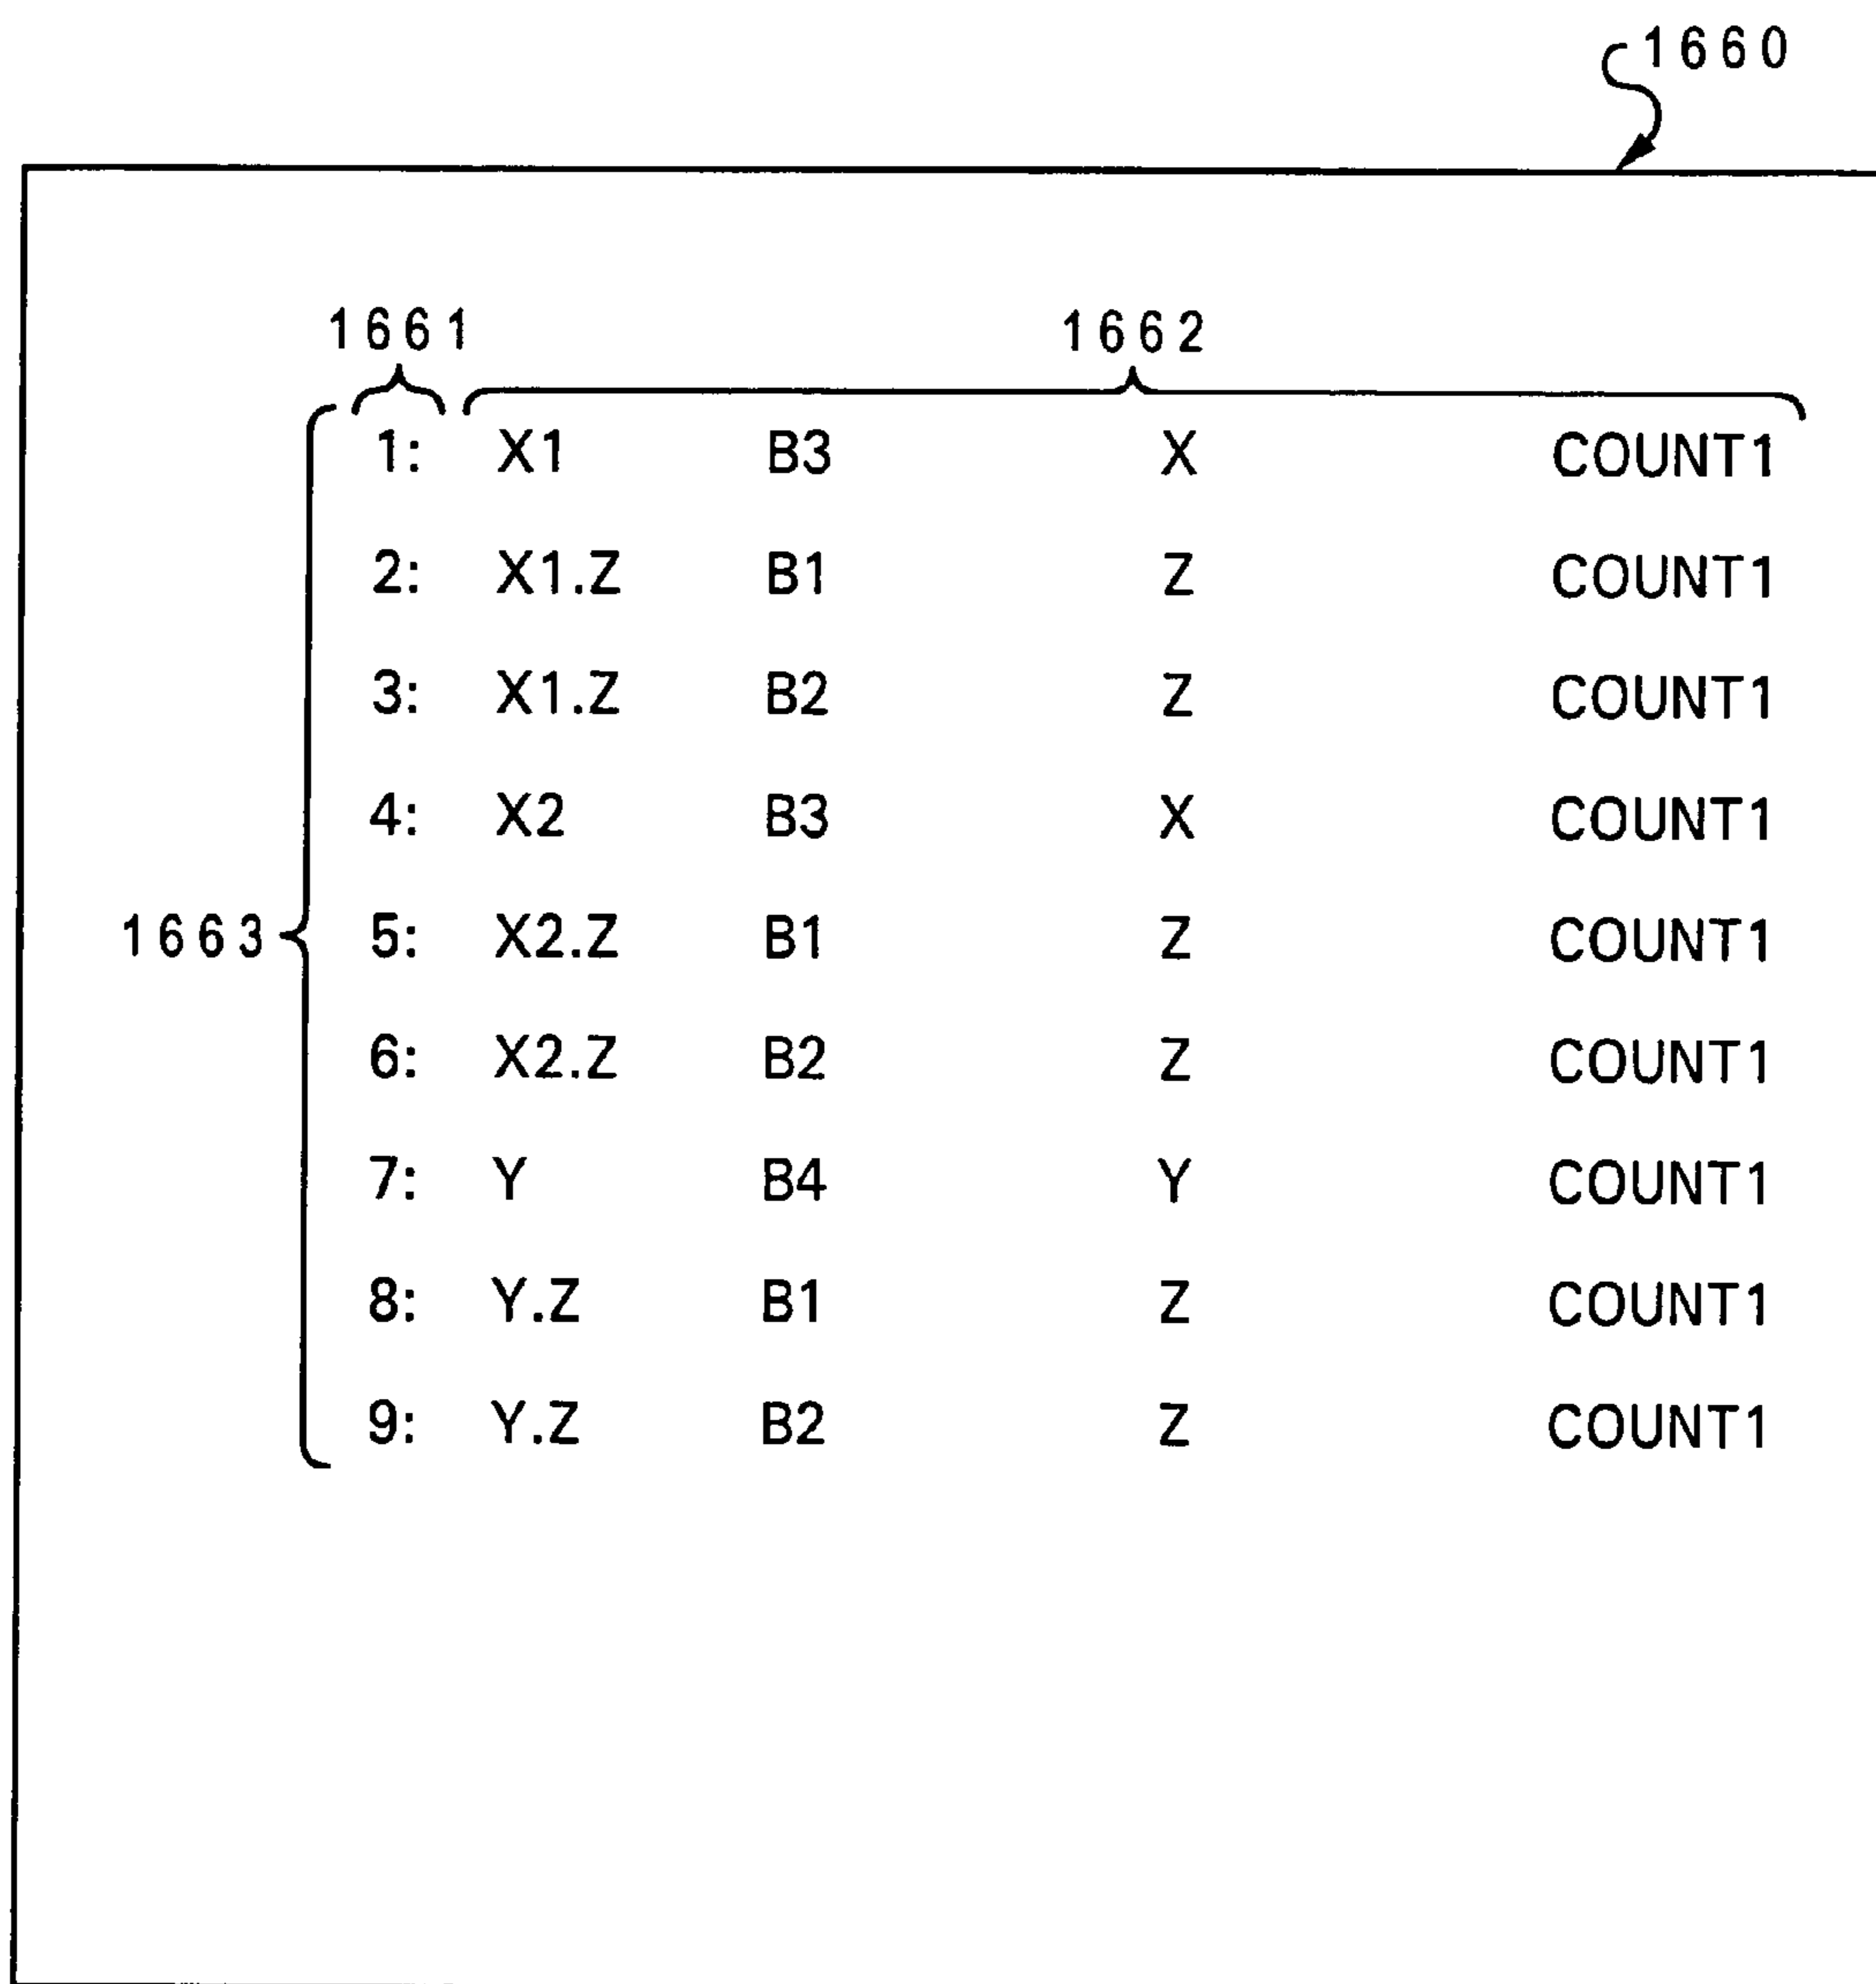 1660
1661 1662
1: X1 B3 X COUNT1
2: X1.Z B1 Z COUNT1
3: X1.Z B2 Z COUNT1
4: X2 B3 X COUNT1
1663 5: X2.Z B1 Z COUNT1
6: X2.Z B2 Z COUNT1
7: Y B4 Y COUNT1
8: Y.Z B1 Z COUNT1
9: Y.Z B2 Z COUNT1